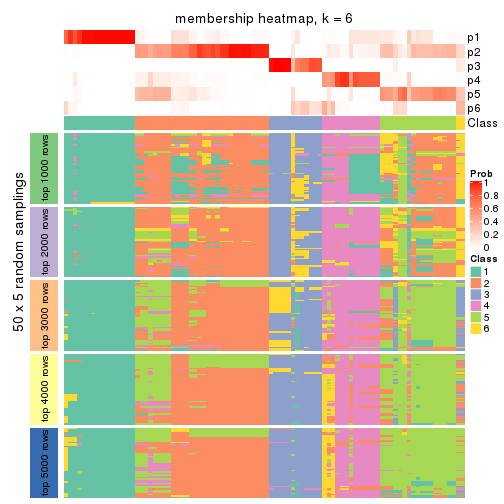 membership heatmap, k = 6
p1
p2
p3
p4
p5
p6
Class
50 x 5 random samplings
top 1000 rows
top 2000 rows
top 3000 rows
top 4000 rows
top 5000 rows
Prob
1
0.8
0.6
0.4
0.2
0
Class
1
2
3
4
5
6